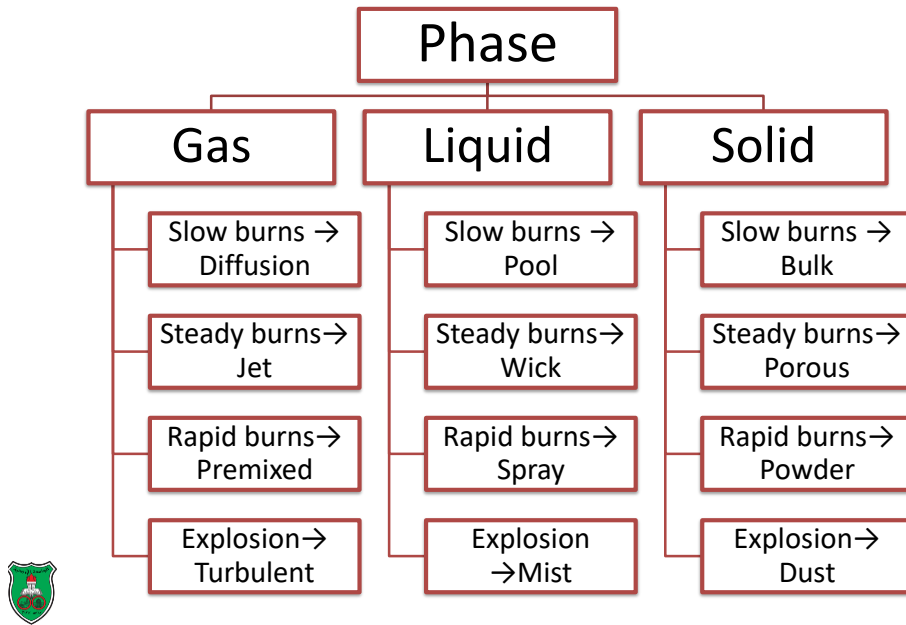 Phase
Gas
Liquid
Solid
Slow burns →
Diffusion
Steady burns→
Jet
Rapid burns→
Premixed
Explosion→
Turbulent
Slow burns →
Pool
Steady burns→
Wick
Rapid burns→
Spray
Explosion
→Mist
Slow burns →
Bulk
Steady burns→
Porous
Rapid burns→
Powder
Explosion→
Dust